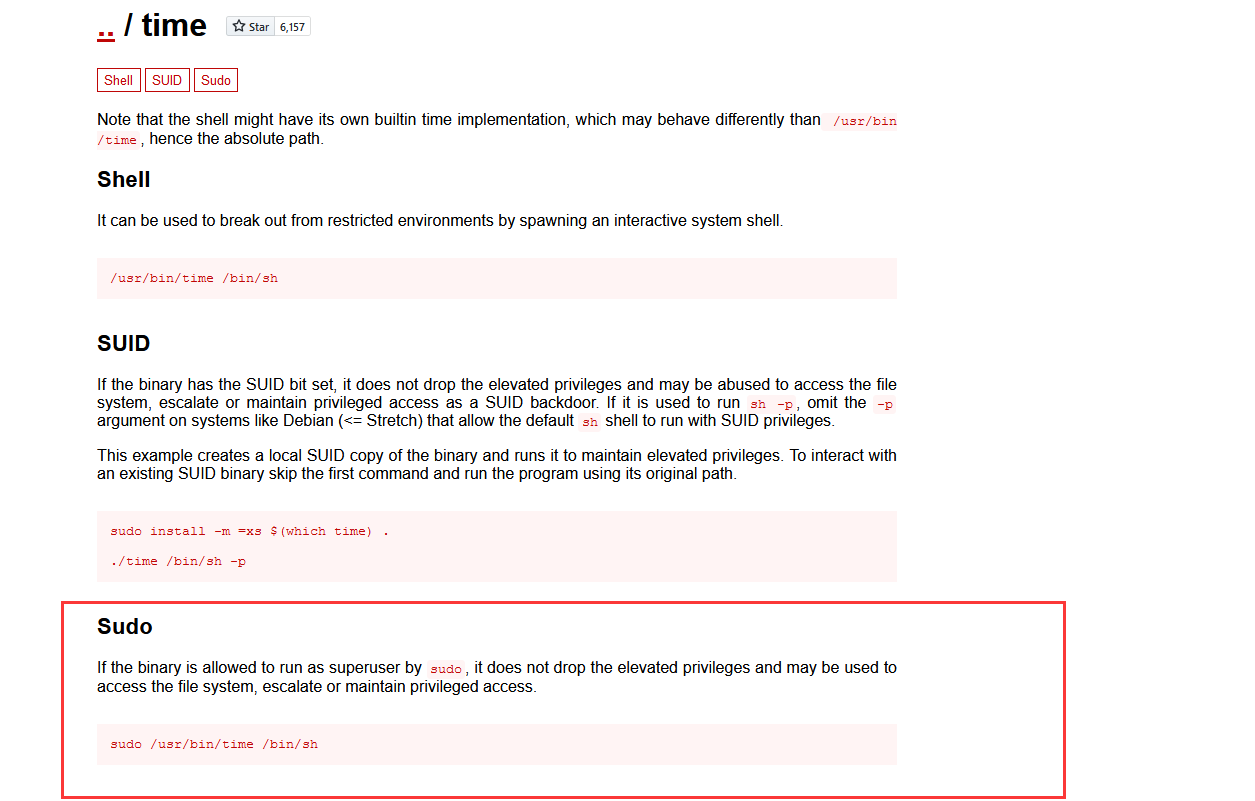 .. / time Star 6,157
Shell SUID Sudo
Note that the shell might have its own builtin time implementation, which may behave differently than /usr/bin
/time, hence the absolute path.
Shell
It can be used to break out from restricted environments by spawning an interactive system shell.
/usr/bin/time /bin/sh
SUID
If the binary has the SUID bit set, it does not drop the elevated privileges and may be abused to access the file
system, escalate or maintain privileged access as a SUID backdoor. If it is used to run sh -p, omit the -p
argument on systems like Debian (<= Stretch) that allow the default sh shell to run with SUID privileges.
This example creates a local SUID copy of the binary and runs it to maintain elevated privileges. To interact with
an existing SUID binary skip the first command and run the program using its original path.
sudo install -m =xs $(which time) .
./time /bin/sh -p
Sudo
If the binary is allowed to run as superuser by sudo, it does not drop the elevated privileges and may be used to
access the file system, escalate or maintain privileged access.
sudo /usr/bin/time /bin/sh